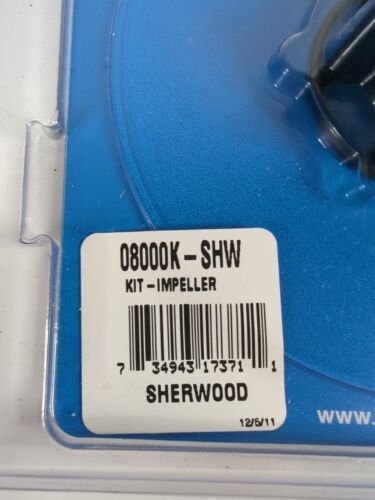 08000K-SHW
KIT-IMPELLER
7 34943 17371 1
SHERWOOD
12/5/11
www.